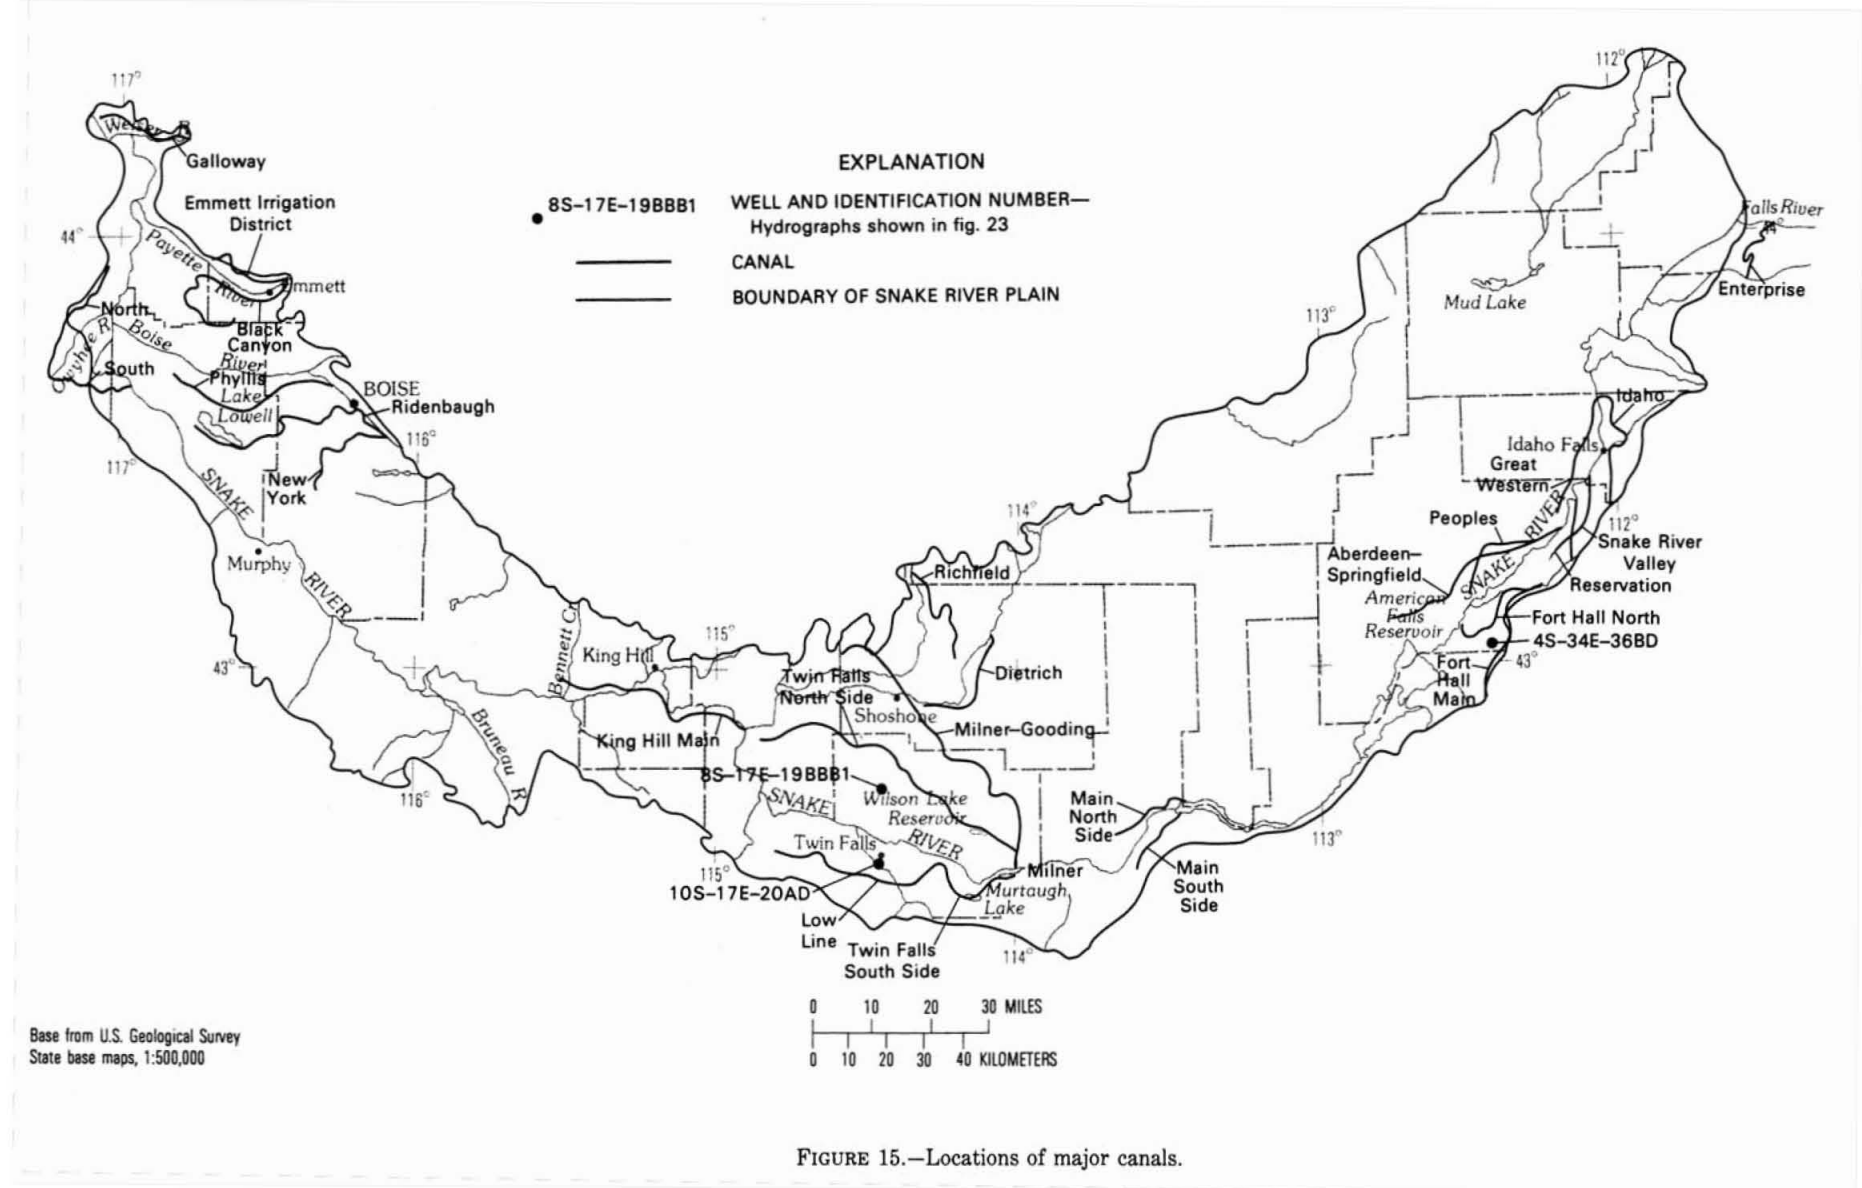 117°
112°
Weiser R
Galloway
EXPLANATION
Emmett Irrigation
District
8S–17E–19BBB1
WELL AND IDENTIFICATION NUMBER—
Hydrographs shown in fig. 23
CANAL
BOUNDARY OF SNAKE RIVER PLAIN
Falls River
44°
44°
Payette
River
Emmett
Mud Lake
Enterprise
North
Black
Canyon
Owyhee R
Boise
River
113°
South
Phyllis
Lake
Lowell
BOISE
Ridenbaugh
Idaho
116°
Idaho Falls
117°
Great
Western
New
York
SNAKE
RIVER
Peoples
114°
112°
RIVER
SNAKE
Snake River
Valley
Murphy
Aberdeen–
Springfield
Reservation
Richfield
American
Falls
Reservoir
Fort Hall North
4S–34E–36BD
43°
Fort
Hall
Main
Bennett Cr
115°
43°
King Hill
Twin Falls
North Side
Dietrich
Shoshone
Milner–Gooding
Bruneau R
King Hill Main
8S–17E–19BBB1
116°
SNAKE
RIVER
Wilson Lake
Reservoir
Main
North
Side
Twin Falls
113°
115°
10S–17E–20AD
Milner
Murtaugh
Lake
Main
South
Side
Low
Line
Twin Falls
South Side
114°
0 10 20 30 MILES
0 10 20 30 40 KILOMETERS
Base from U.S. Geological Survey
State base maps, 1:500,000
FIGURE 15.—Locations of major canals.